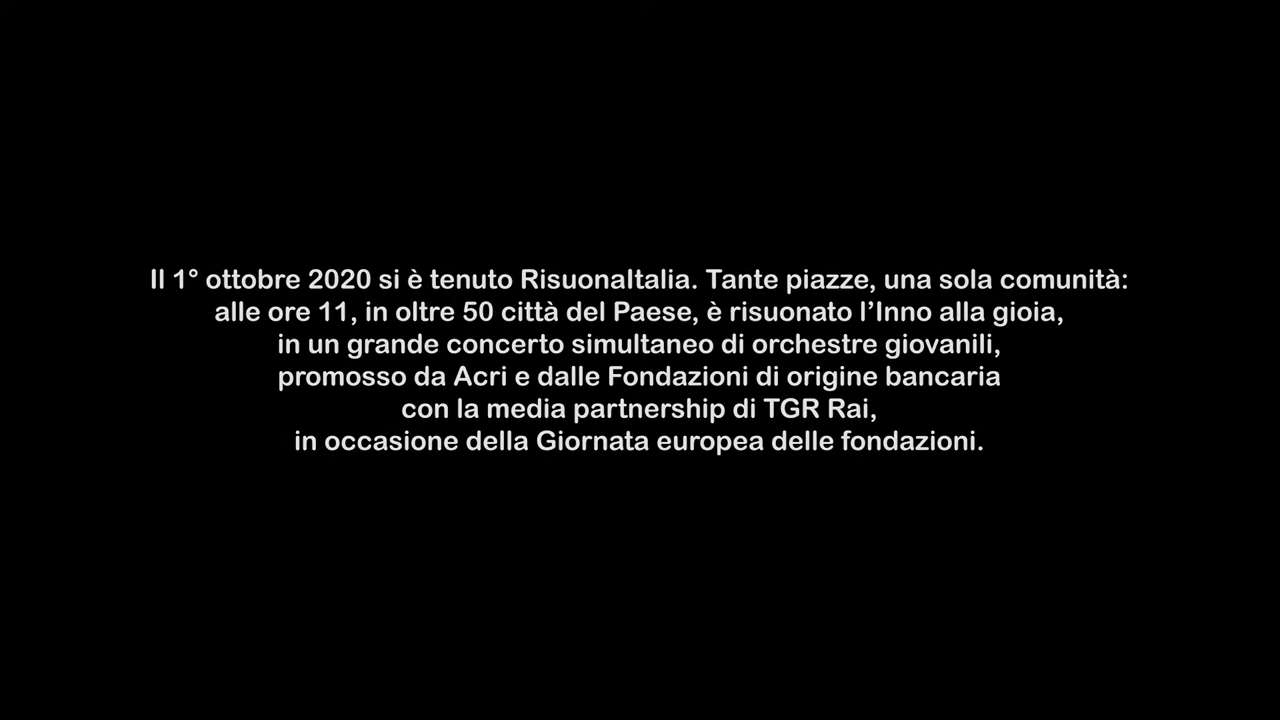 Il 1° ottobre 2020 si è tenuto RisuonaItalia. Tante piazze, una sola comunità:
alle ore 11, in oltre 50 città del Paese, è risuonato l’Inno alla gioia,
in un grande concerto simultaneo di orchestre giovanili,
promosso da Acri e dalle Fondazioni di origine bancaria
con la media partnership di TGR Rai,
in occasione della Giornata europea delle fondazioni.